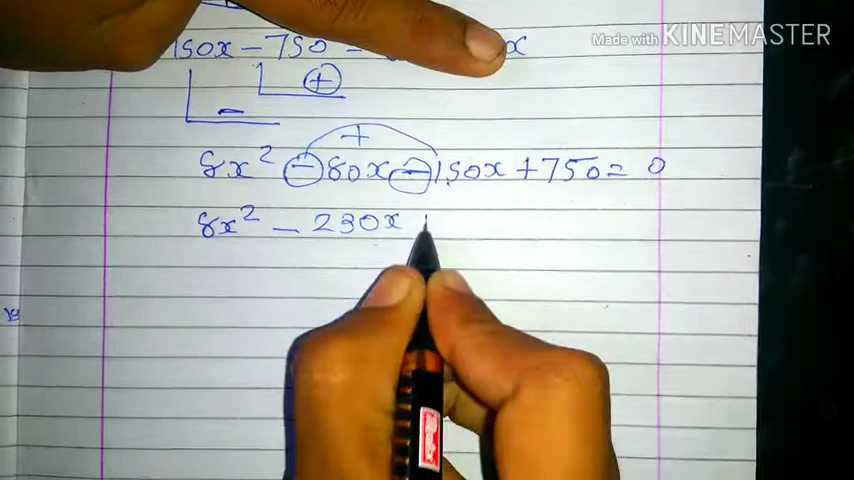 Made with KINEMASTER
150x - 750 = x
+
-
+
8x² - 80x - 150x + 750 = 0
8x² - 230x